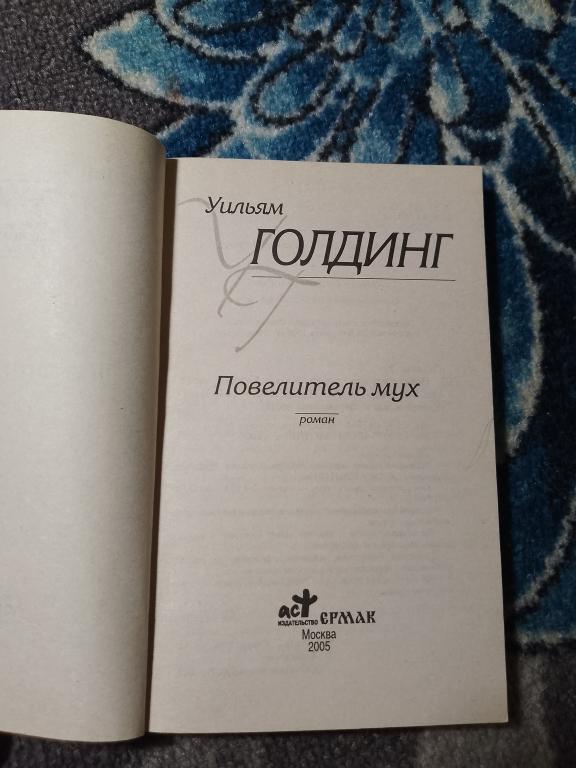 Уильям
ГОЛДИНГ
Повелитель мух
роман
аст
ИЗДАТЕЛЬСТВО ЕРМАК
Москва
2005